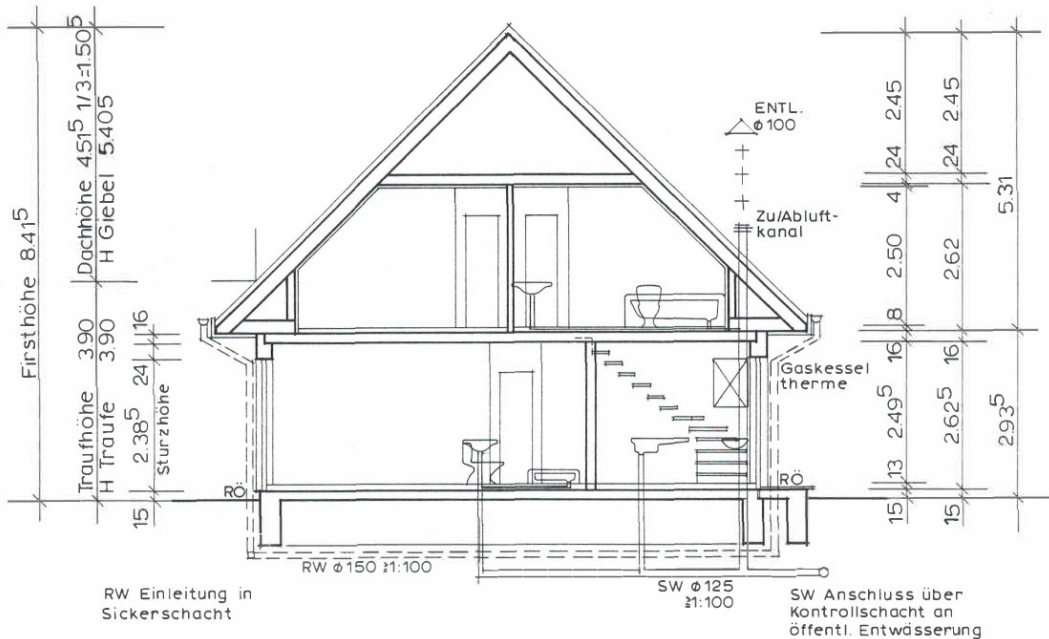 Firsthöhe 8.41⁵
Traufhöhe 3.90 Dachhöhe 4.51⁵ 1/3=1.50⁵
H Traufe 3.90 H Giebel 5.405
15 2.38⁵ 24 16
Sturzhöhe
ENTL.
ø100
Zu/Abluft-
kanal
Gaskessel
therme
RÖ
RÖ
15 13 2.49⁵ 16 8 2.50 4 24 2.45
15 2.62⁵ 16 2.62 24 2.45
2.93⁵ 5.31
RW ø150 ≥1:100
SW ø125
≥1:100
RW Einleitung in
Sickerschacht
SW Anschluss über
Kontrollschacht an
öffentl. Entwässerung